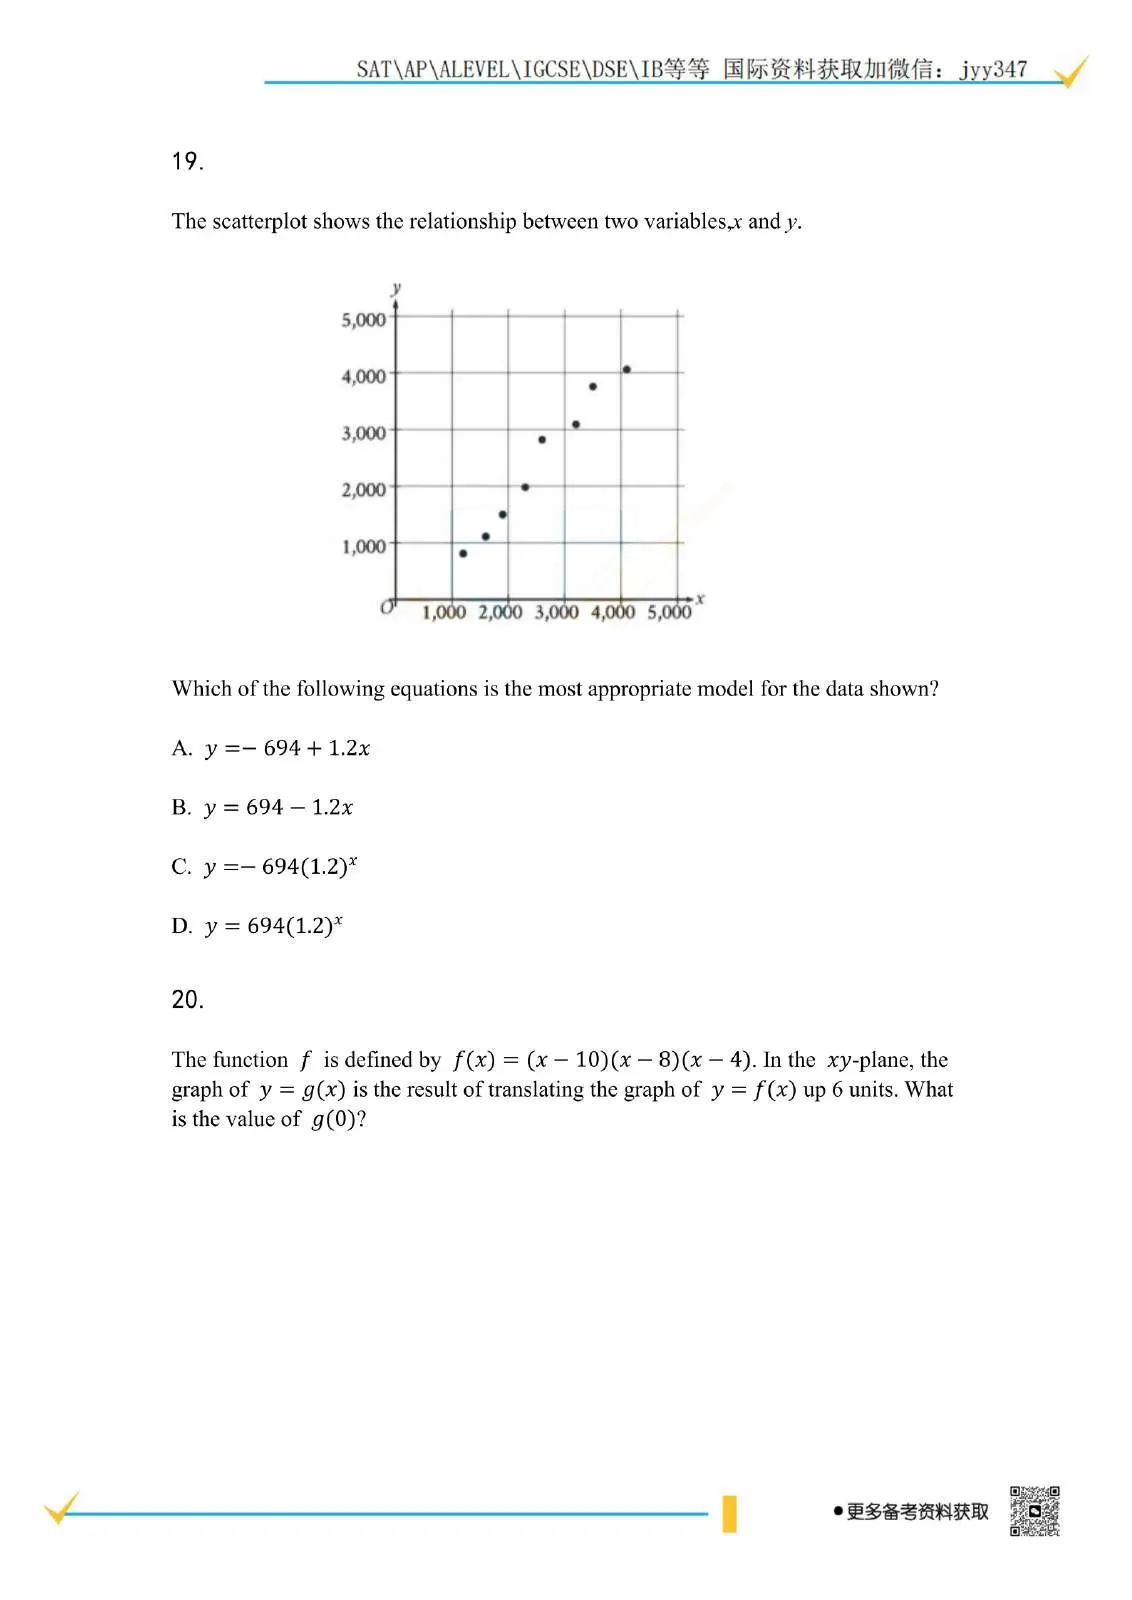 SAT\AP\ALEVEL\IGCSE\DSE\IB等等 国际资料获取加微信：jyy347
19.
The scatterplot shows the relationship between two variables,x and y.
y
5,000
4,000
3,000
2,000
1,000
O 1,000 2,000 3,000 4,000 5,000 x
Which of the following equations is the most appropriate model for the data shown?
A. y =− 694 + 1.2x
B. y = 694 − 1.2x
C. y =− 694(1.2)^x
D. y = 694(1.2)^x
20.
The function f is defined by f(x) = (x − 10)(x − 8)(x − 4). In the xy-plane, the
graph of y = g(x) is the result of translating the graph of y = f(x) up 6 units. What
is the value of g(0)?
●更多备考资料获取